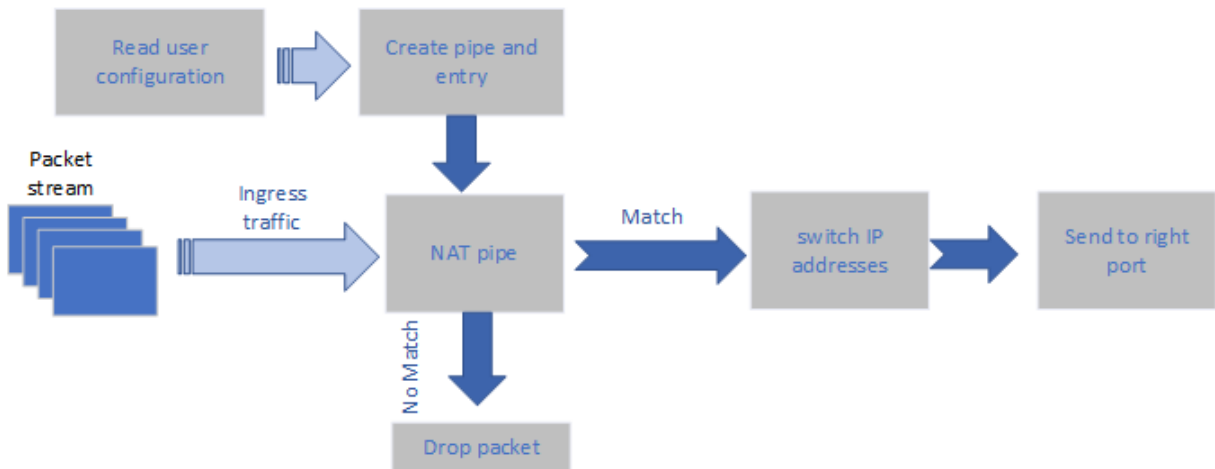 Read user
configuration
Create pipe and
entry
Packet
stream
Ingress
traffic
NAT pipe
Match
switch IP
addresses
Send to right
port
No Match
Drop packet